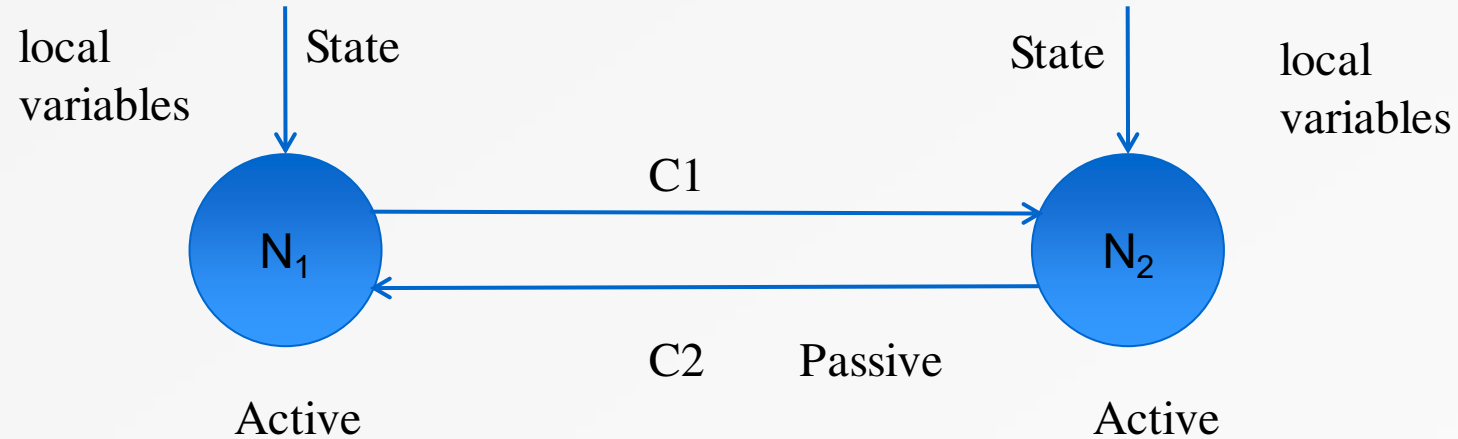 local
variables
State
State
local
variables
C1
N₁
N₂
C2
Passive
Active
Active